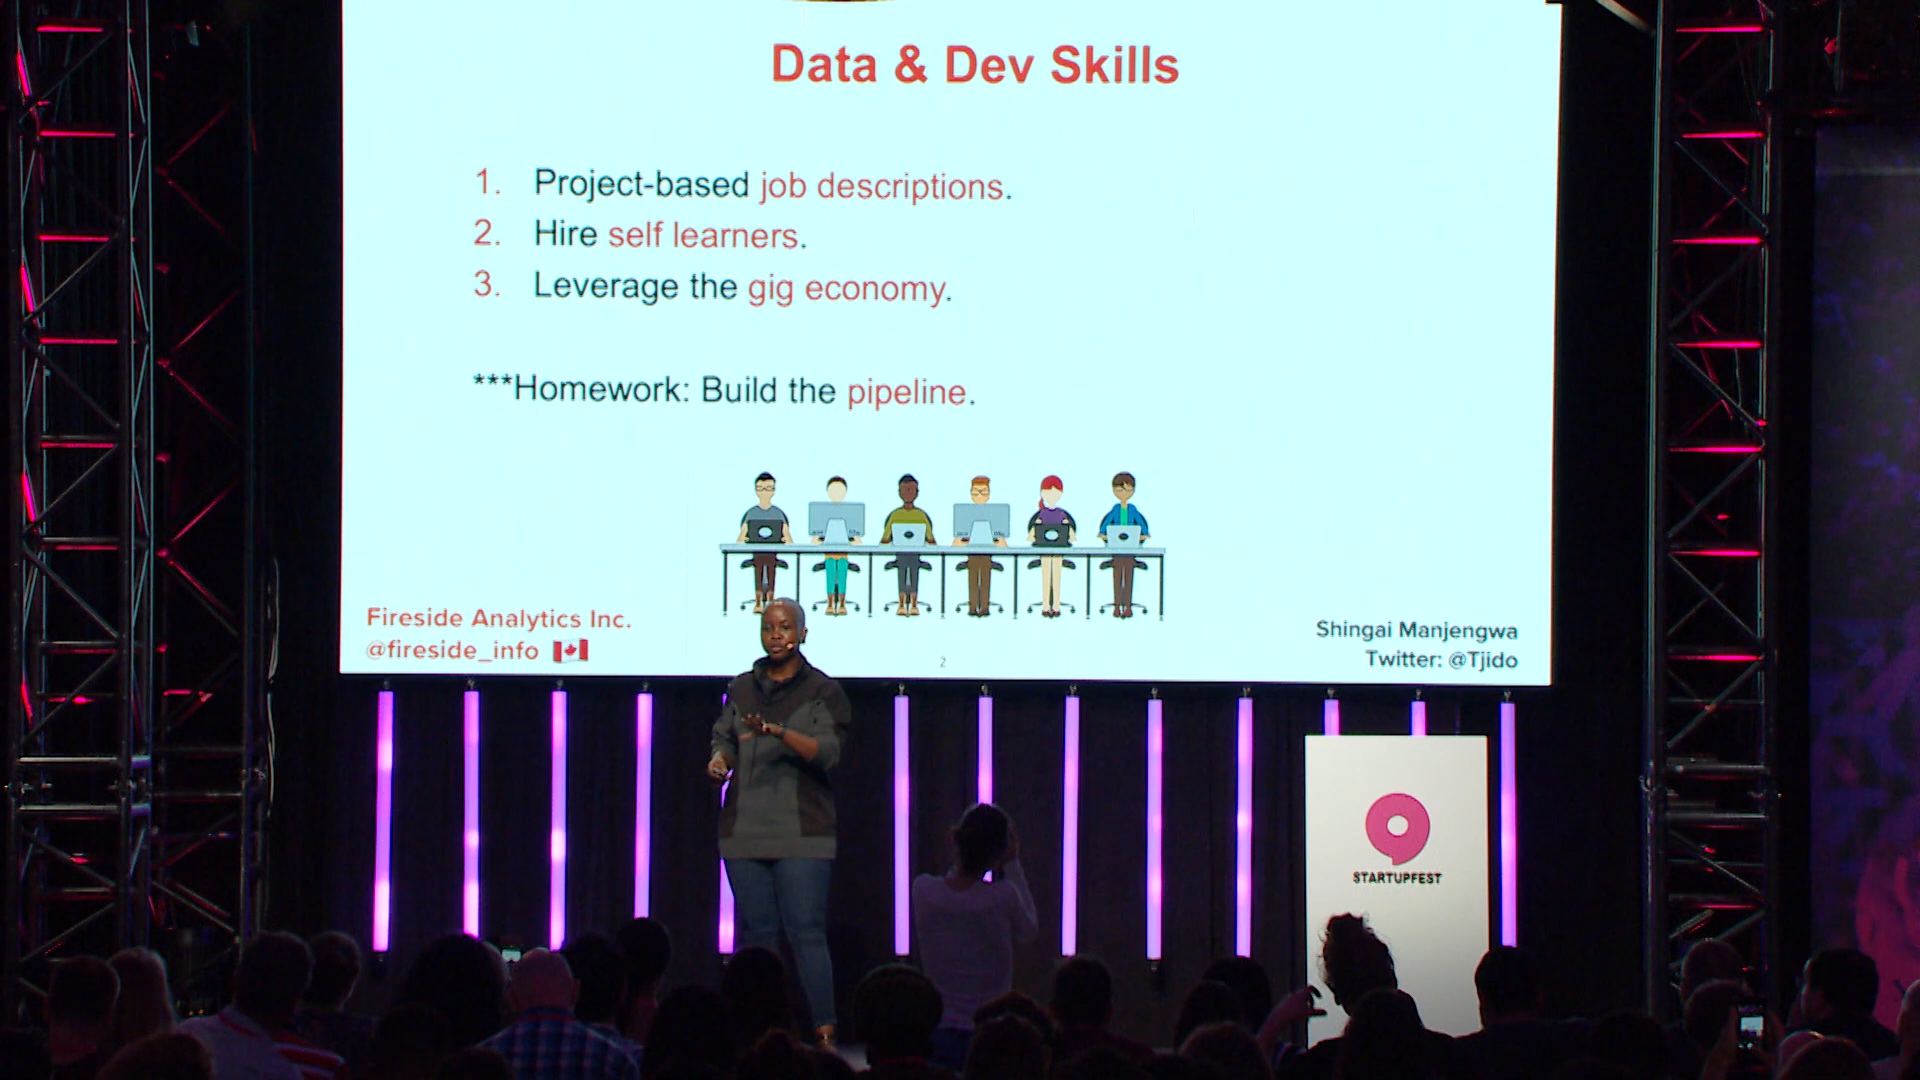 Data & Dev Skills
1. Project-based job descriptions.
2. Hire self learners.
3. Leverage the gig economy.
***Homework: Build the pipeline.
Fireside Analytics Inc.
@fireside_info
2
Shingai Manjengwa
Twitter: @Tjido
STARTUPFEST